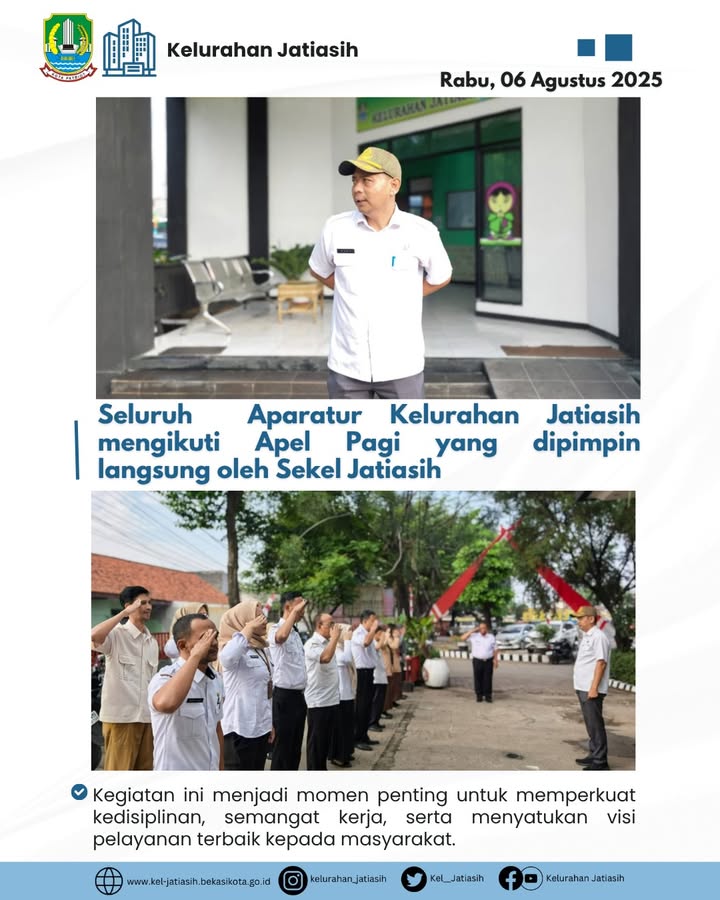 KOTA PATRIOT
Kelurahan Jatiasih
Rabu, 06 Agustus 2025
KELURAHAN JATIASIH
Seluruh Aparatur Kelurahan Jatiasih
mengikuti Apel Pagi yang dipimpin
langsung oleh Sekel Jatiasih
Kegiatan ini menjadi momen penting untuk memperkuat
kedisiplinan, semangat kerja, serta menyatukan visi
pelayanan terbaik kepada masyarakat.
www.kel-jatiasih.bekasikota.go.id
kelurahan_jatiasih
Kel__Jatiasih
Kelurahan Jatiasih